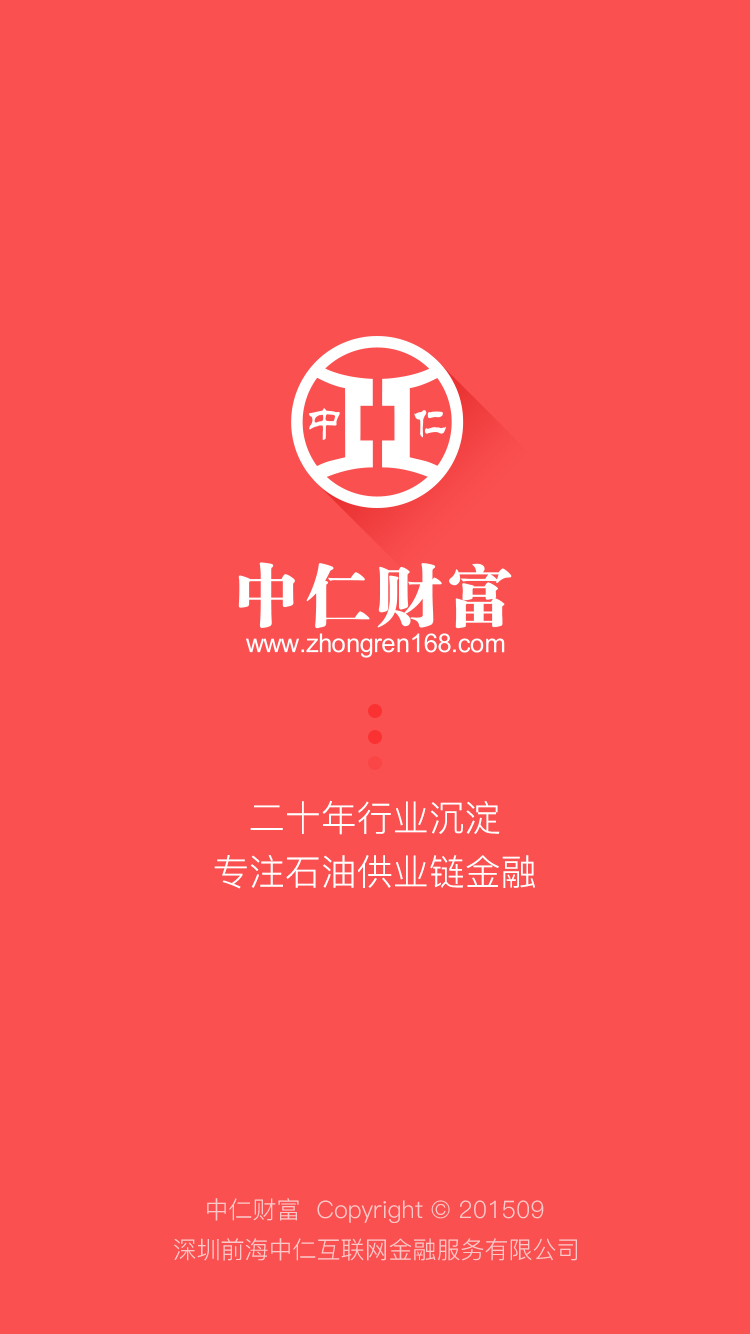 中 仁
中仁财富
www.zhongren168.com
二十年行业沉淀
专注石油供业链金融
中仁财富 Copyright © 201509
深圳前海中仁互联网金融服务有限公司